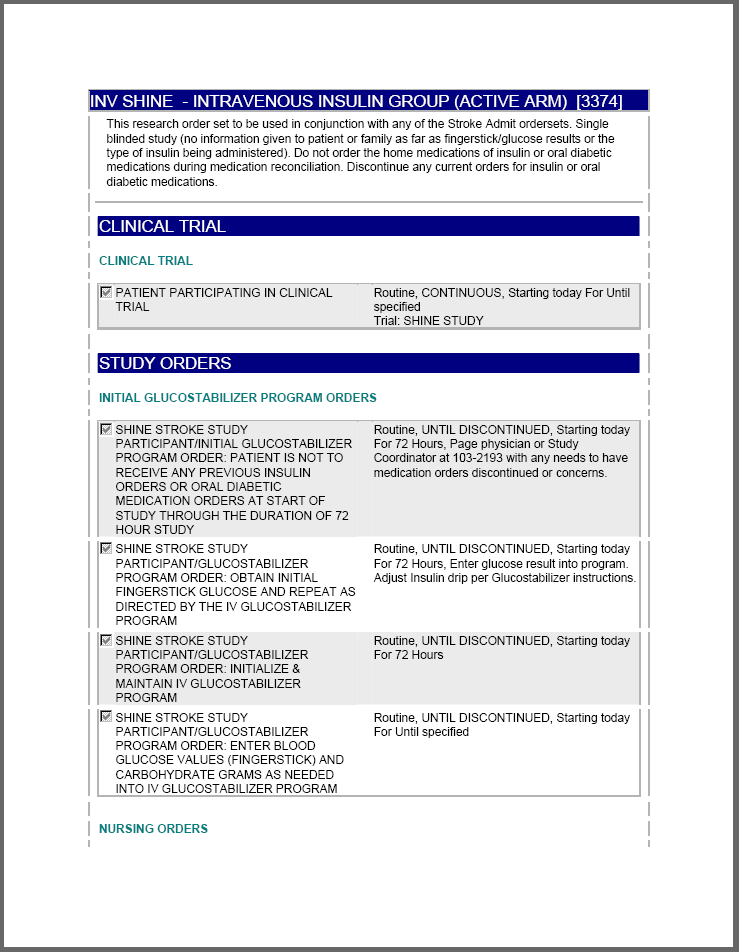 INV SHINE - INTRAVENOUS INSULIN GROUP (ACTIVE ARM) [3374]
This research order set to be used in conjunction with any of the Stroke Admit ordersets. Single
blinded study (no information given to patient or family as far as fingerstick/glucose results or the
type of insulin being administered). Do not order the home medications of insulin or oral diabetic
medications during medication reconciliation. Discontinue any current orders for insulin or oral
diabetic medications.
CLINICAL TRIAL
CLINICAL TRIAL
PATIENT PARTICIPATING IN CLINICAL
TRIAL
Routine, CONTINUOUS, Starting today For Until
specified
Trial: SHINE STUDY
STUDY ORDERS
INITIAL GLUCOSTABILIZER PROGRAM ORDERS
SHINE STROKE STUDY
PARTICIPANT/INITIAL GLUCOSTABILIZER
PROGRAM ORDER: PATIENT IS NOT TO
RECEIVE ANY PREVIOUS INSULIN
ORDERS OR ORAL DIABETIC
MEDICATION ORDERS AT START OF
STUDY THROUGH THE DURATION OF 72
HOUR STUDY
Routine, UNTIL DISCONTINUED, Starting today
For 72 Hours, Page physician or Study
Coordinator at 103-2193 with any needs to have
medication orders discontinued or concerns.
SHINE STROKE STUDY
PARTICIPANT/GLUCOSTABILIZER
PROGRAM ORDER: OBTAIN INITIAL
FINGERSTICK GLUCOSE AND REPEAT AS
DIRECTED BY THE IV GLUCOSTABILIZER
PROGRAM
Routine, UNTIL DISCONTINUED, Starting today
For 72 Hours, Enter glucose result into program.
Adjust Insulin drip per Glucostabilizer instructions.
SHINE STROKE STUDY
PARTICIPANT/GLUCOSTABILIZER
PROGRAM ORDER: INITIALIZE &
MAINTAIN IV GLUCOSTABILIZER
PROGRAM
Routine, UNTIL DISCONTINUED, Starting today
For 72 Hours
SHINE STROKE STUDY
PARTICIPANT/GLUCOSTABILIZER
PROGRAM ORDER: ENTER BLOOD
GLUCOSE VALUES (FINGERSTICK) AND
CARBOHYDRATE GRAMS AS NEEDED
INTO IV GLUCOSTABILIZER PROGRAM
Routine, UNTIL DISCONTINUED, Starting today
For Until specified
NURSING ORDERS